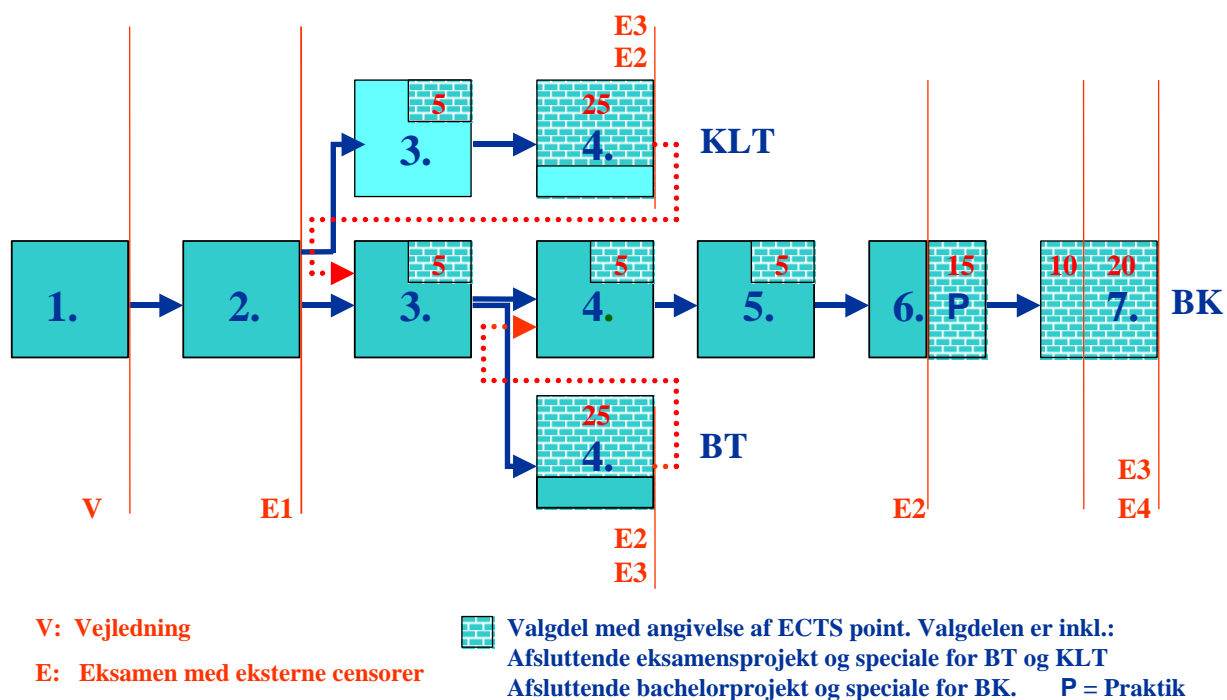 E3
E2
5
25
3.
4.
KLT
5
5
5
15
10
20
1.
2.
3.
4.
5.
6.
P
7.
BK
25
4.
BT
V
E1
E2
E3
E4
E2
E3
V: Vejledning
E: Eksamen med eksterne censorer
Valgdel med angivelse af ECTS point. Valgdelen er inkl.:
Afsluttende eksamensprojekt og speciale for BT og KLT
Afsluttende bachelorprojekt og speciale for BK. P = Praktik